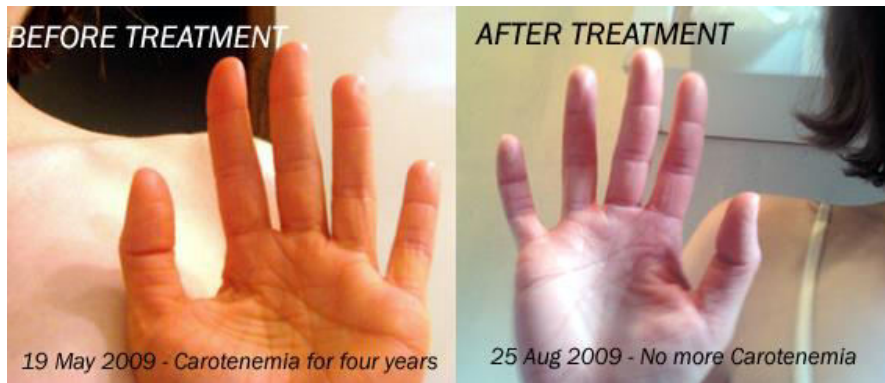 BEFORE TREATMENT
19 May 2009 - Carotenemia for four years
AFTER TREATMENT
25 Aug 2009 - No more Carotenemia